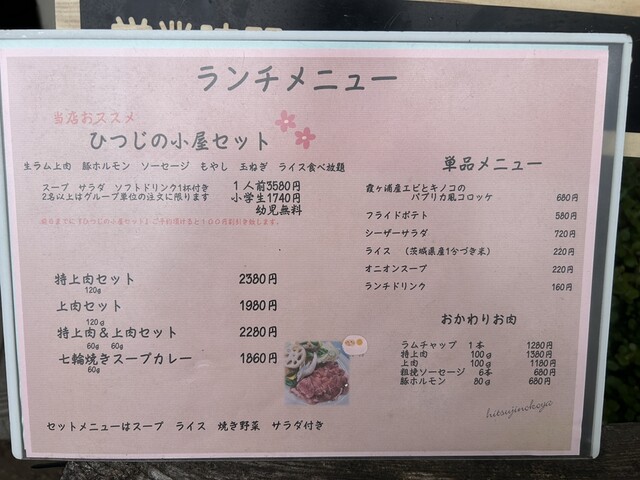 ランチメニュー
当店おススメ
ひつじの小屋セット
生ラム上肉 豚ホルモン ソーセージ もやし 玉ねぎ ライス食べ放題
スープ サラダ ソフトドリンク1杯付き
2名以上はグループ単位の注文に限ります
1人前3580円
小学生1740円
幼児無料
特上肉セット 2380円
120g
上肉セット 1980円
120g
特上肉&上肉セット 2280円
60g 60g
七輪焼きスープカレー 1860円
60g
セットメニューはスープ ライス 焼き野菜 サラダ付き
単品メニュー
霞ヶ浦産エビとキノコの
パプリカ風コロッケ 680円
フライドポテト 580円
シーザーサラダ 720円
ライス (茨城県産1分づき米) 220円
オニオンスープ 220円
ランチドリンク 160円
おかわりお肉
ラムチャップ 1本 1280円
特上肉 100g 1380円
上肉 100g 1180円
粗挽ソーセージ 6本 680円
豚ホルモン 80g 680円
hitsujinokoya